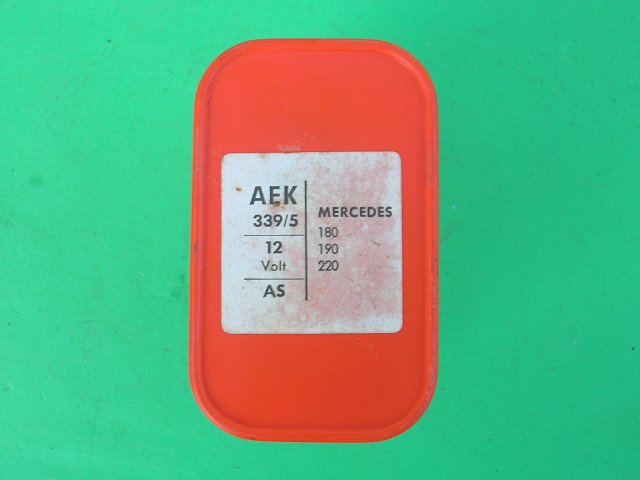 AEK
339/5
12
Volt
AS
MERCEDES
180
190
220